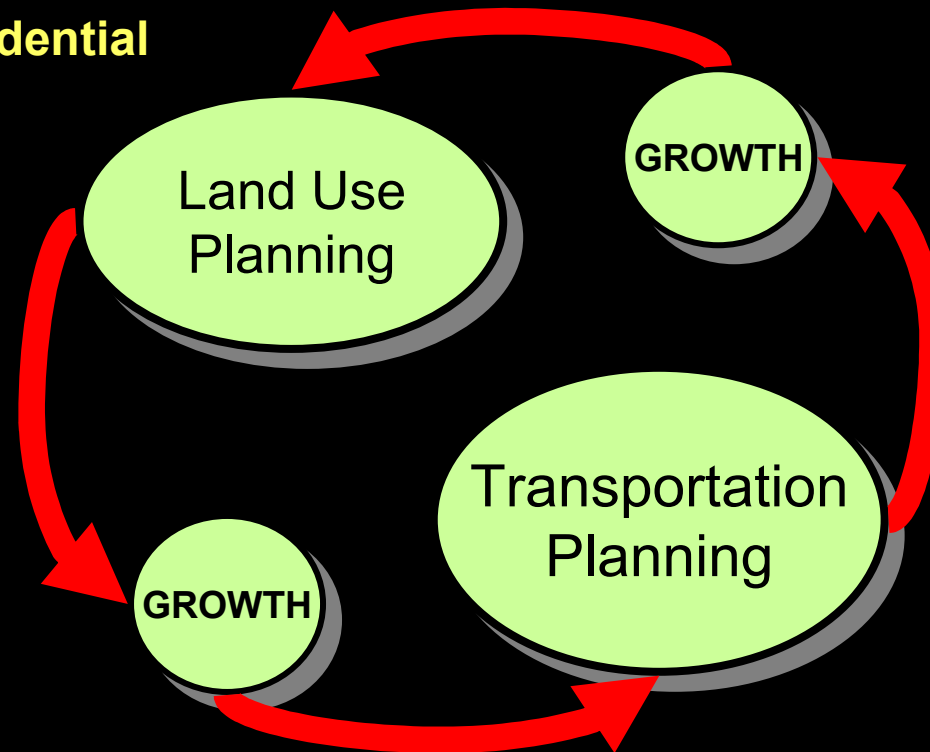 dential
GROWTH
Land Use
Planning
Transportation
Planning
GROWTH